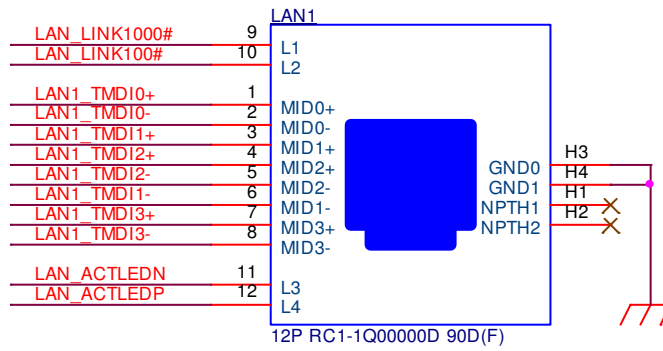 LAN1
LAN_LINK1000# 9 L1
LAN_LINK100# 10 L2
LAN1_TMDI0+ 1 MID0+
LAN1_TMDI0- 2 MID0-
LAN1_TMDI1+ 3 MID1+
LAN1_TMDI2+ 4 MID2+
LAN1_TMDI2- 5 MID2-
LAN1_TMDI1- 6 MID1-
LAN1_TMDI3+ 7 MID3+
LAN1_TMDI3- 8 MID3-
GND0 H3
GND1 H4
NPTH1 H1
NPTH2 H2
LAN_ACTLEDN 11 L3
LAN_ACTLEDP 12 L4
12P RC1-1Q00000D 90D(F)